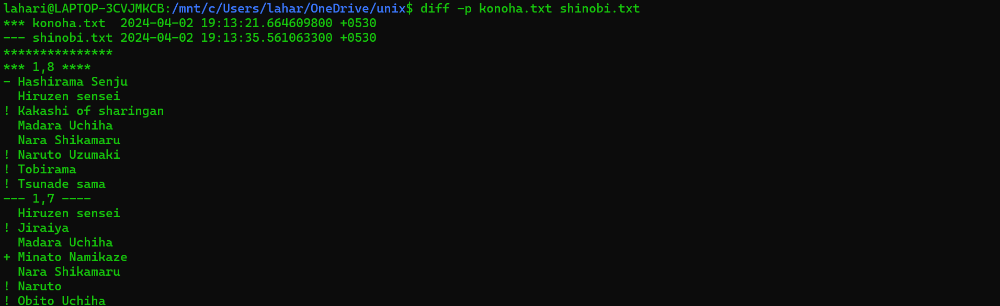 lahari@LAPTOP-3CVJMKCB:/mnt/c/Users/lahar/OneDrive/unix$ diff -p konoha.txt shinobi.txt
*** konoha.txt  2024-04-02 19:13:21.664609800 +0530
--- shinobi.txt 2024-04-02 19:13:35.561063300 +0530
***************
*** 1,8 ****
- Hashirama Senju
  Hiruzen sensei
! Kakashi of sharingan
  Madara Uchiha
  Nara Shikamaru
! Naruto Uzumaki
! Tobirama
! Tsunade sama
--- 1,7 ----
  Hiruzen sensei
! Jiraiya
  Madara Uchiha
+ Minato Namikaze
  Nara Shikamaru
! Naruto
! Obito Uchiha